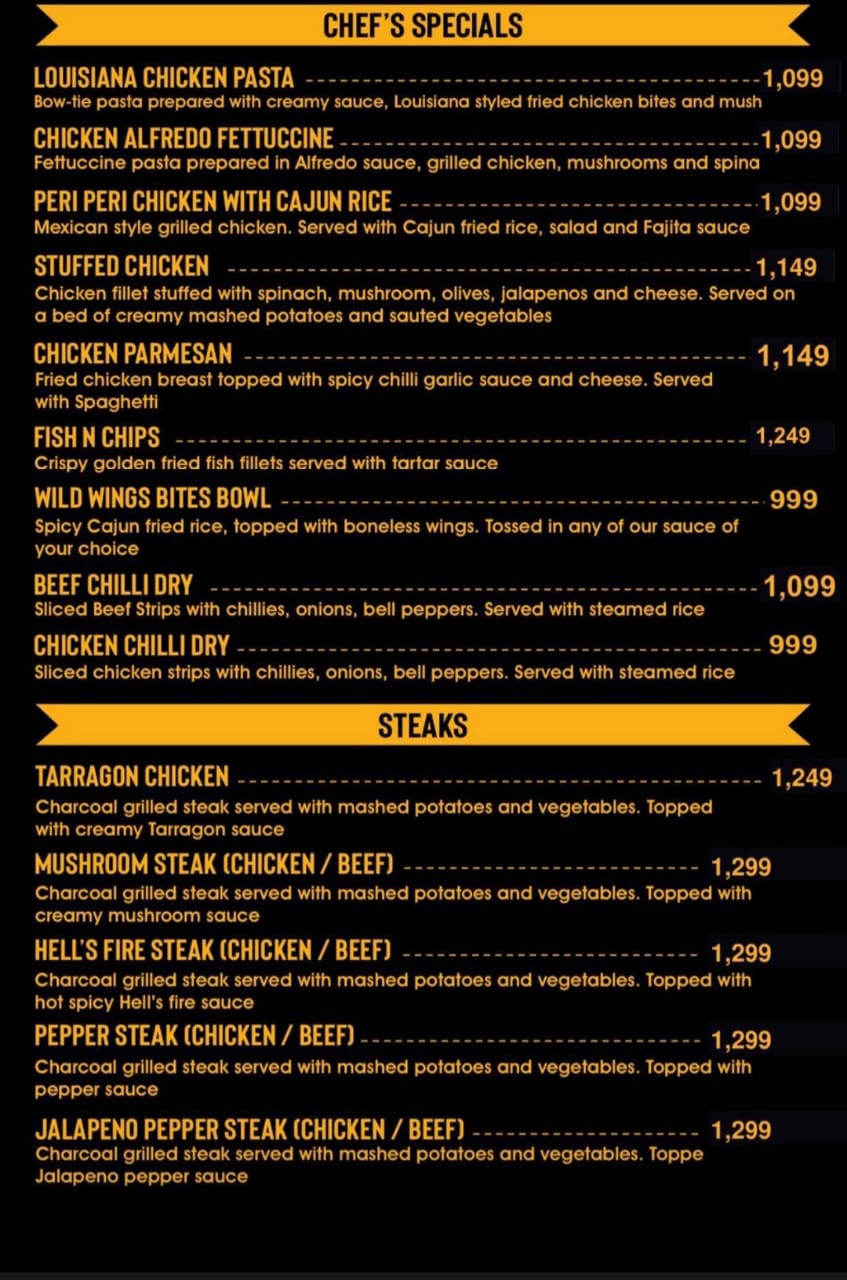 CHEF'S SPECIALS
LOUISIANA CHICKEN PASTA ----------------------------------1,099
Bow-tie pasta prepared with creamy sauce, Louisiana styled fried chicken bites and mush
CHICKEN ALFREDO FETTUCCINE ------------------------------1,099
Fettuccine pasta prepared in Alfredo sauce, grilled chicken, mushrooms and spina
PERI PERI CHICKEN WITH CAJUN RICE --------------------------1,099
Mexican style grilled chicken. Served with Cajun fried rice, salad and Fajita sauce
STUFFED CHICKEN --------------------------------------1,149
Chicken fillet stuffed with spinach, mushroom, olives, jalapenos and cheese. Served on
a bed of creamy mashed potatoes and sauted vegetables
CHICKEN PARMESAN ------------------------------------- 1,149
Fried chicken breast topped with spicy chilli garlic sauce and cheese. Served
with Spaghetti
FISH N CHIPS ------------------------------------------ 1,249
Crispy golden fried fish fillets served with tartar sauce
WILD WINGS BITES BOWL ----------------------------------- 999
Spicy Cajun fried rice, topped with boneless wings. Tossed in any of our sauce of
your choice
BEEF CHILLI DRY ----------------------------------------1,099
Sliced Beef Strips with chillies, onions, bell peppers. Served with steamed rice
CHICKEN CHILLI DRY -------------------------------------- 999
Sliced chicken strips with chillies, onions, bell peppers. Served with steamed rice
STEAKS
TARRAGON CHICKEN -------------------------------------- 1,249
Charcoal grilled steak served with mashed potatoes and vegetables. Topped
with creamy Tarragon sauce
MUSHROOM STEAK (CHICKEN / BEEF) ---------------------- 1,299
Charcoal grilled steak served with mashed potatoes and vegetables. Topped with
creamy mushroom sauce
HELL'S FIRE STEAK (CHICKEN / BEEF) ---------------------- 1,299
Charcoal grilled steak served with mashed potatoes and vegetables. Topped with
hot spicy Hell's fire sauce
PEPPER STEAK (CHICKEN / BEEF) ------------------------- 1,299
Charcoal grilled steak served with mashed potatoes and vegetables. Topped with
pepper sauce
JALAPENO PEPPER STEAK (CHICKEN / BEEF) ----------------- 1,299
Charcoal grilled steak served with mashed potatoes and vegetables. Toppe
Jalapeno pepper sauce